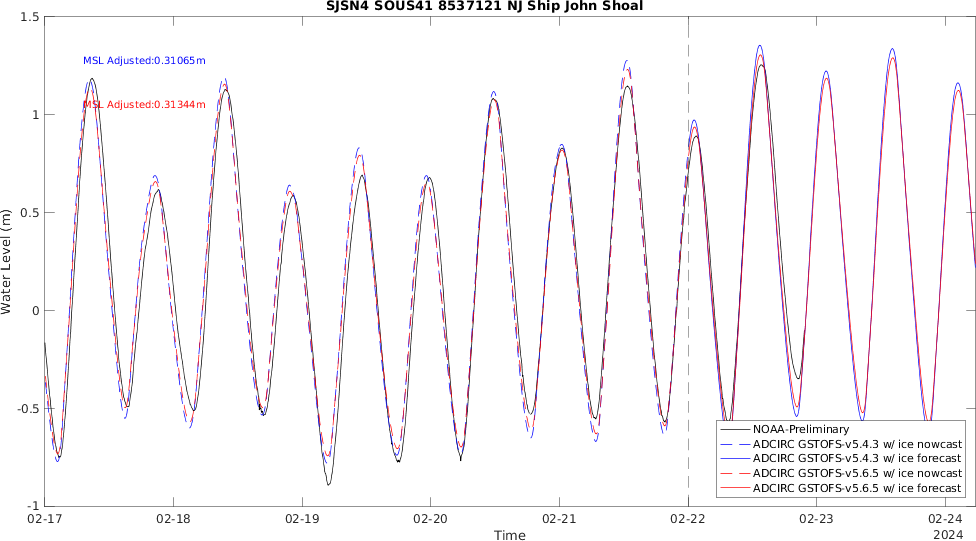 SJSN4 SOUS41 8537121 NJ Ship John Shoal
1.5
MSL Adjusted:0.31065m
MSL Adjusted:0.31344m
1
0.5
0
-0.5
-1
Water Level (m)
NOAA-Preliminary
ADCIRC GSTOFS-v5.4.3 w/ ice nowcast
ADCIRC GSTOFS-v5.4.3 w/ ice forecast
ADCIRC GSTOFS-v5.6.5 w/ ice nowcast
ADCIRC GSTOFS-v5.6.5 w/ ice forecast
02-17 02-18 02-19 02-20 02-21 02-22 02-23 02-24
Time
2024